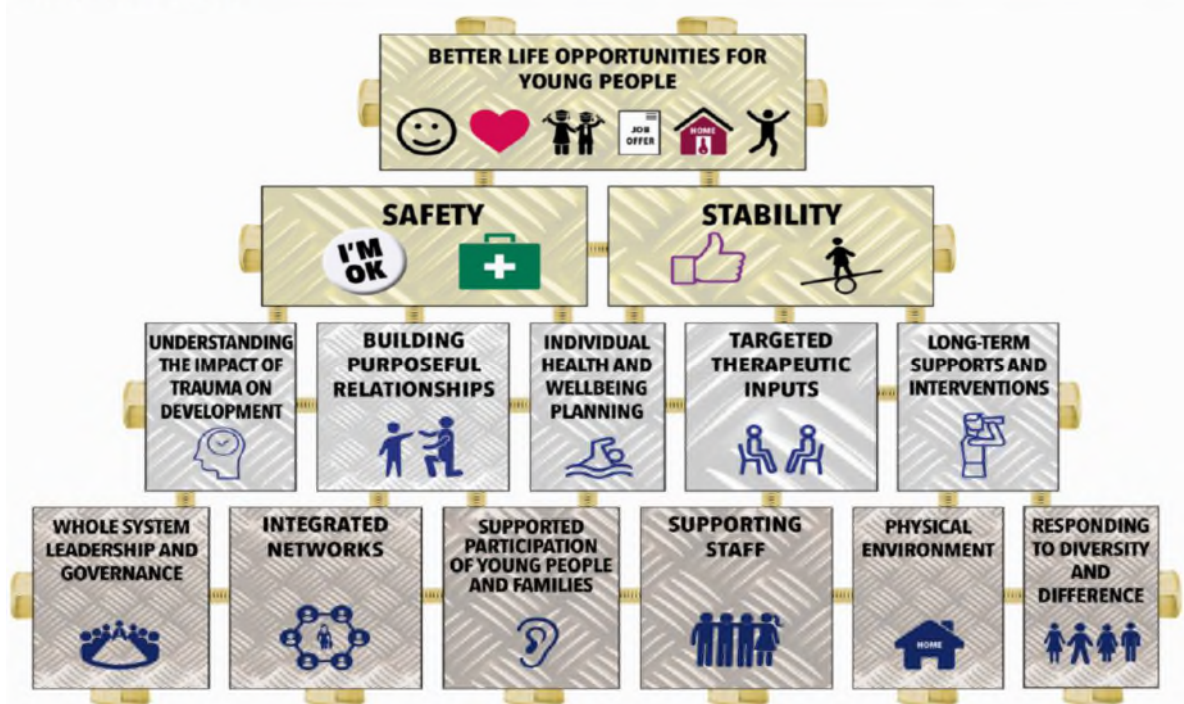 BETTER LIFE OPPORTUNITIES FOR
YOUNG PEOPLE
JOB
OFFER
HOME
SAFETY
I'M
OK
STABILITY
UNDERSTANDING
THE IMPACT OF
TRAUMA ON
DEVELOPMENT
BUILDING
PURPOSEFUL
RELATIONSHIPS
INDIVIDUAL
HEALTH AND
WELLBEING
PLANNING
TARGETED
THERAPEUTIC
INPUTS
LONG-TERM
SUPPORTS AND
INTERVENTIONS
WHOLE SYSTEM
LEADERSHIP AND
GOVERNANCE
INTEGRATED
NETWORKS
SUPPORTED
PARTICIPATION
OF YOUNG PEOPLE
AND FAMILIES
SUPPORTING
STAFF
PHYSICAL
ENVIRONMENT
HOME
RESPONDING
TO DIVERSITY
AND
DIFFERENCE